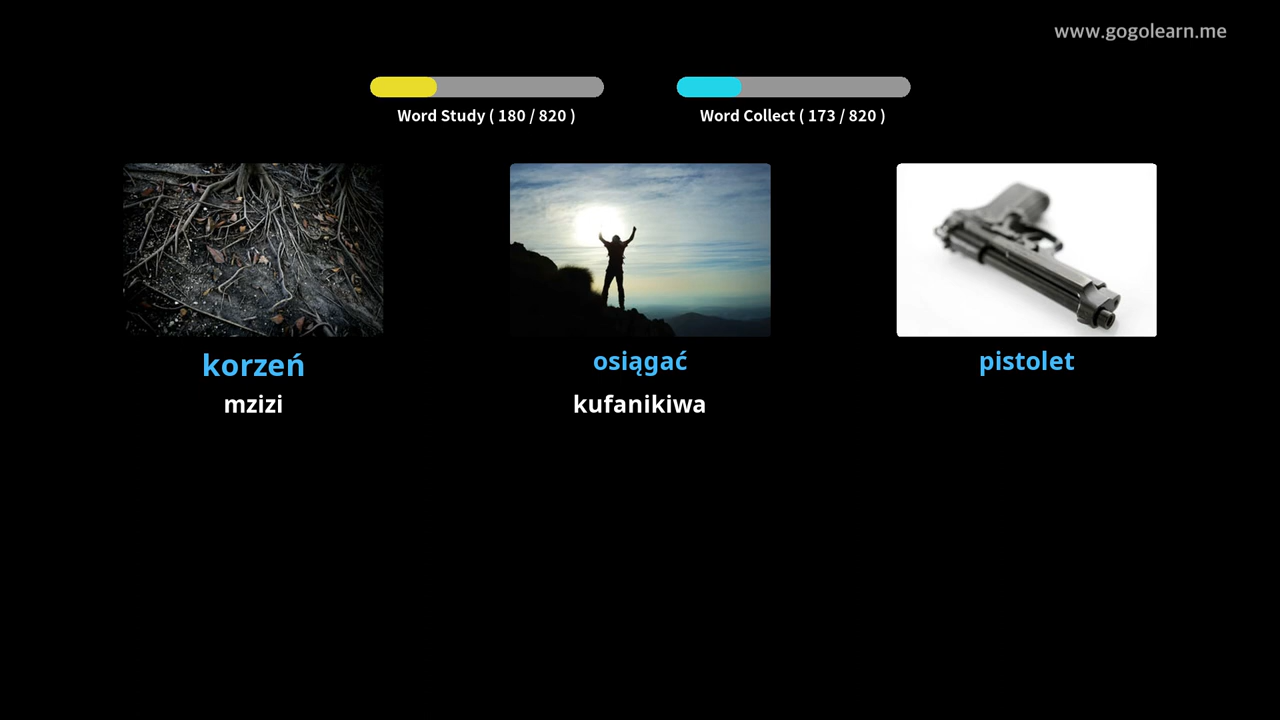 www.gogolearn.me
Word Study ( 180 / 820 )
Word Collect ( 173 / 820 )
korzeń
osiągać
pistolet
mzizi
kufanikiwa